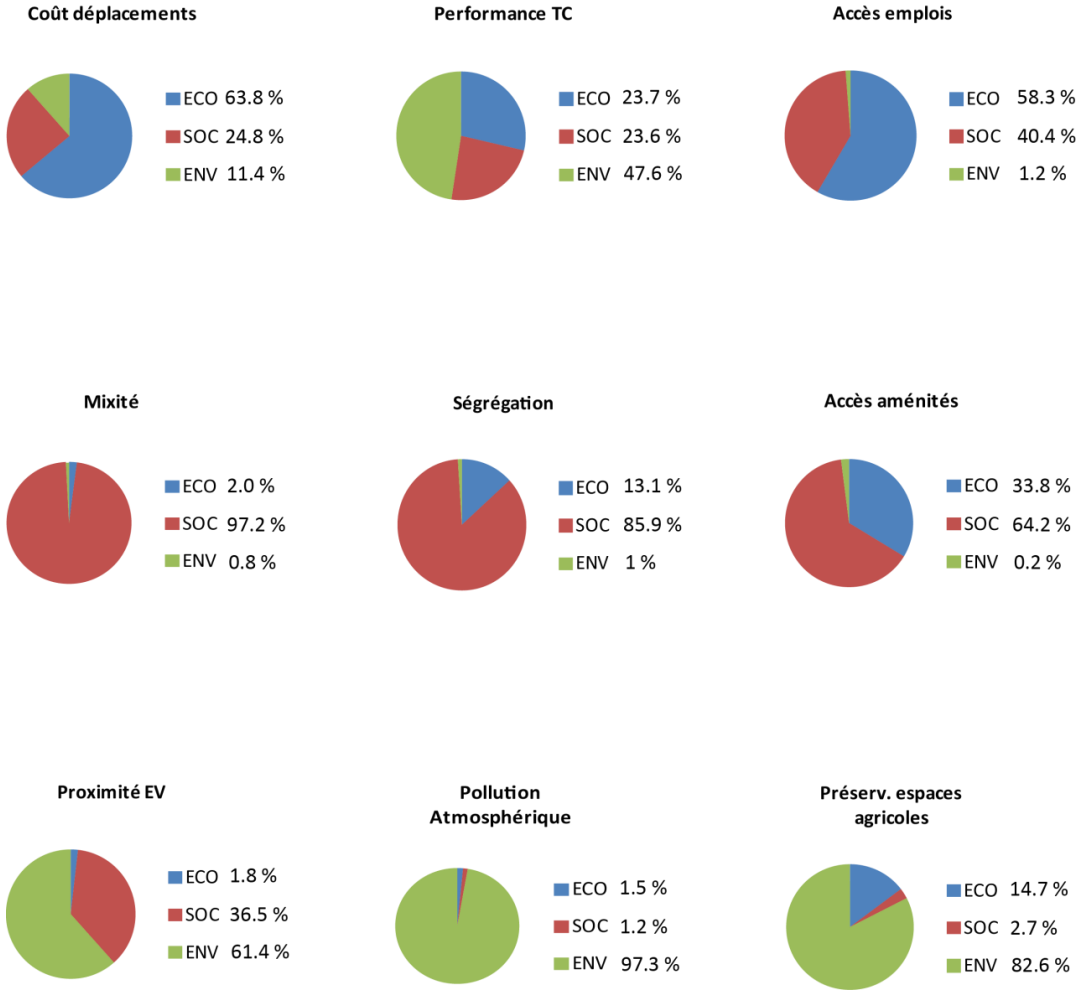 Coût déplacements
ECO 63.8 %
SOC 24.8 %
ENV 11.4 %
Performance TC
ECO 23.7 %
SOC 23.6 %
ENV 47.6 %
Accès emplois
ECO 58.3 %
SOC 40.4 %
ENV 1.2 %
Mixité
ECO 2.0 %
SOC 97.2 %
ENV 0.8 %
Ségrégation
ECO 13.1 %
SOC 85.9 %
ENV 1 %
Accès aménités
ECO 33.8 %
SOC 64.2 %
ENV 0.2 %
Proximité EV
ECO 1.8 %
SOC 36.5 %
ENV 61.4 %
Pollution
Atmosphérique
ECO 1.5 %
SOC 1.2 %
ENV 97.3 %
Préserv. espaces
agricoles
ECO 14.7 %
SOC 2.7 %
ENV 82.6 %